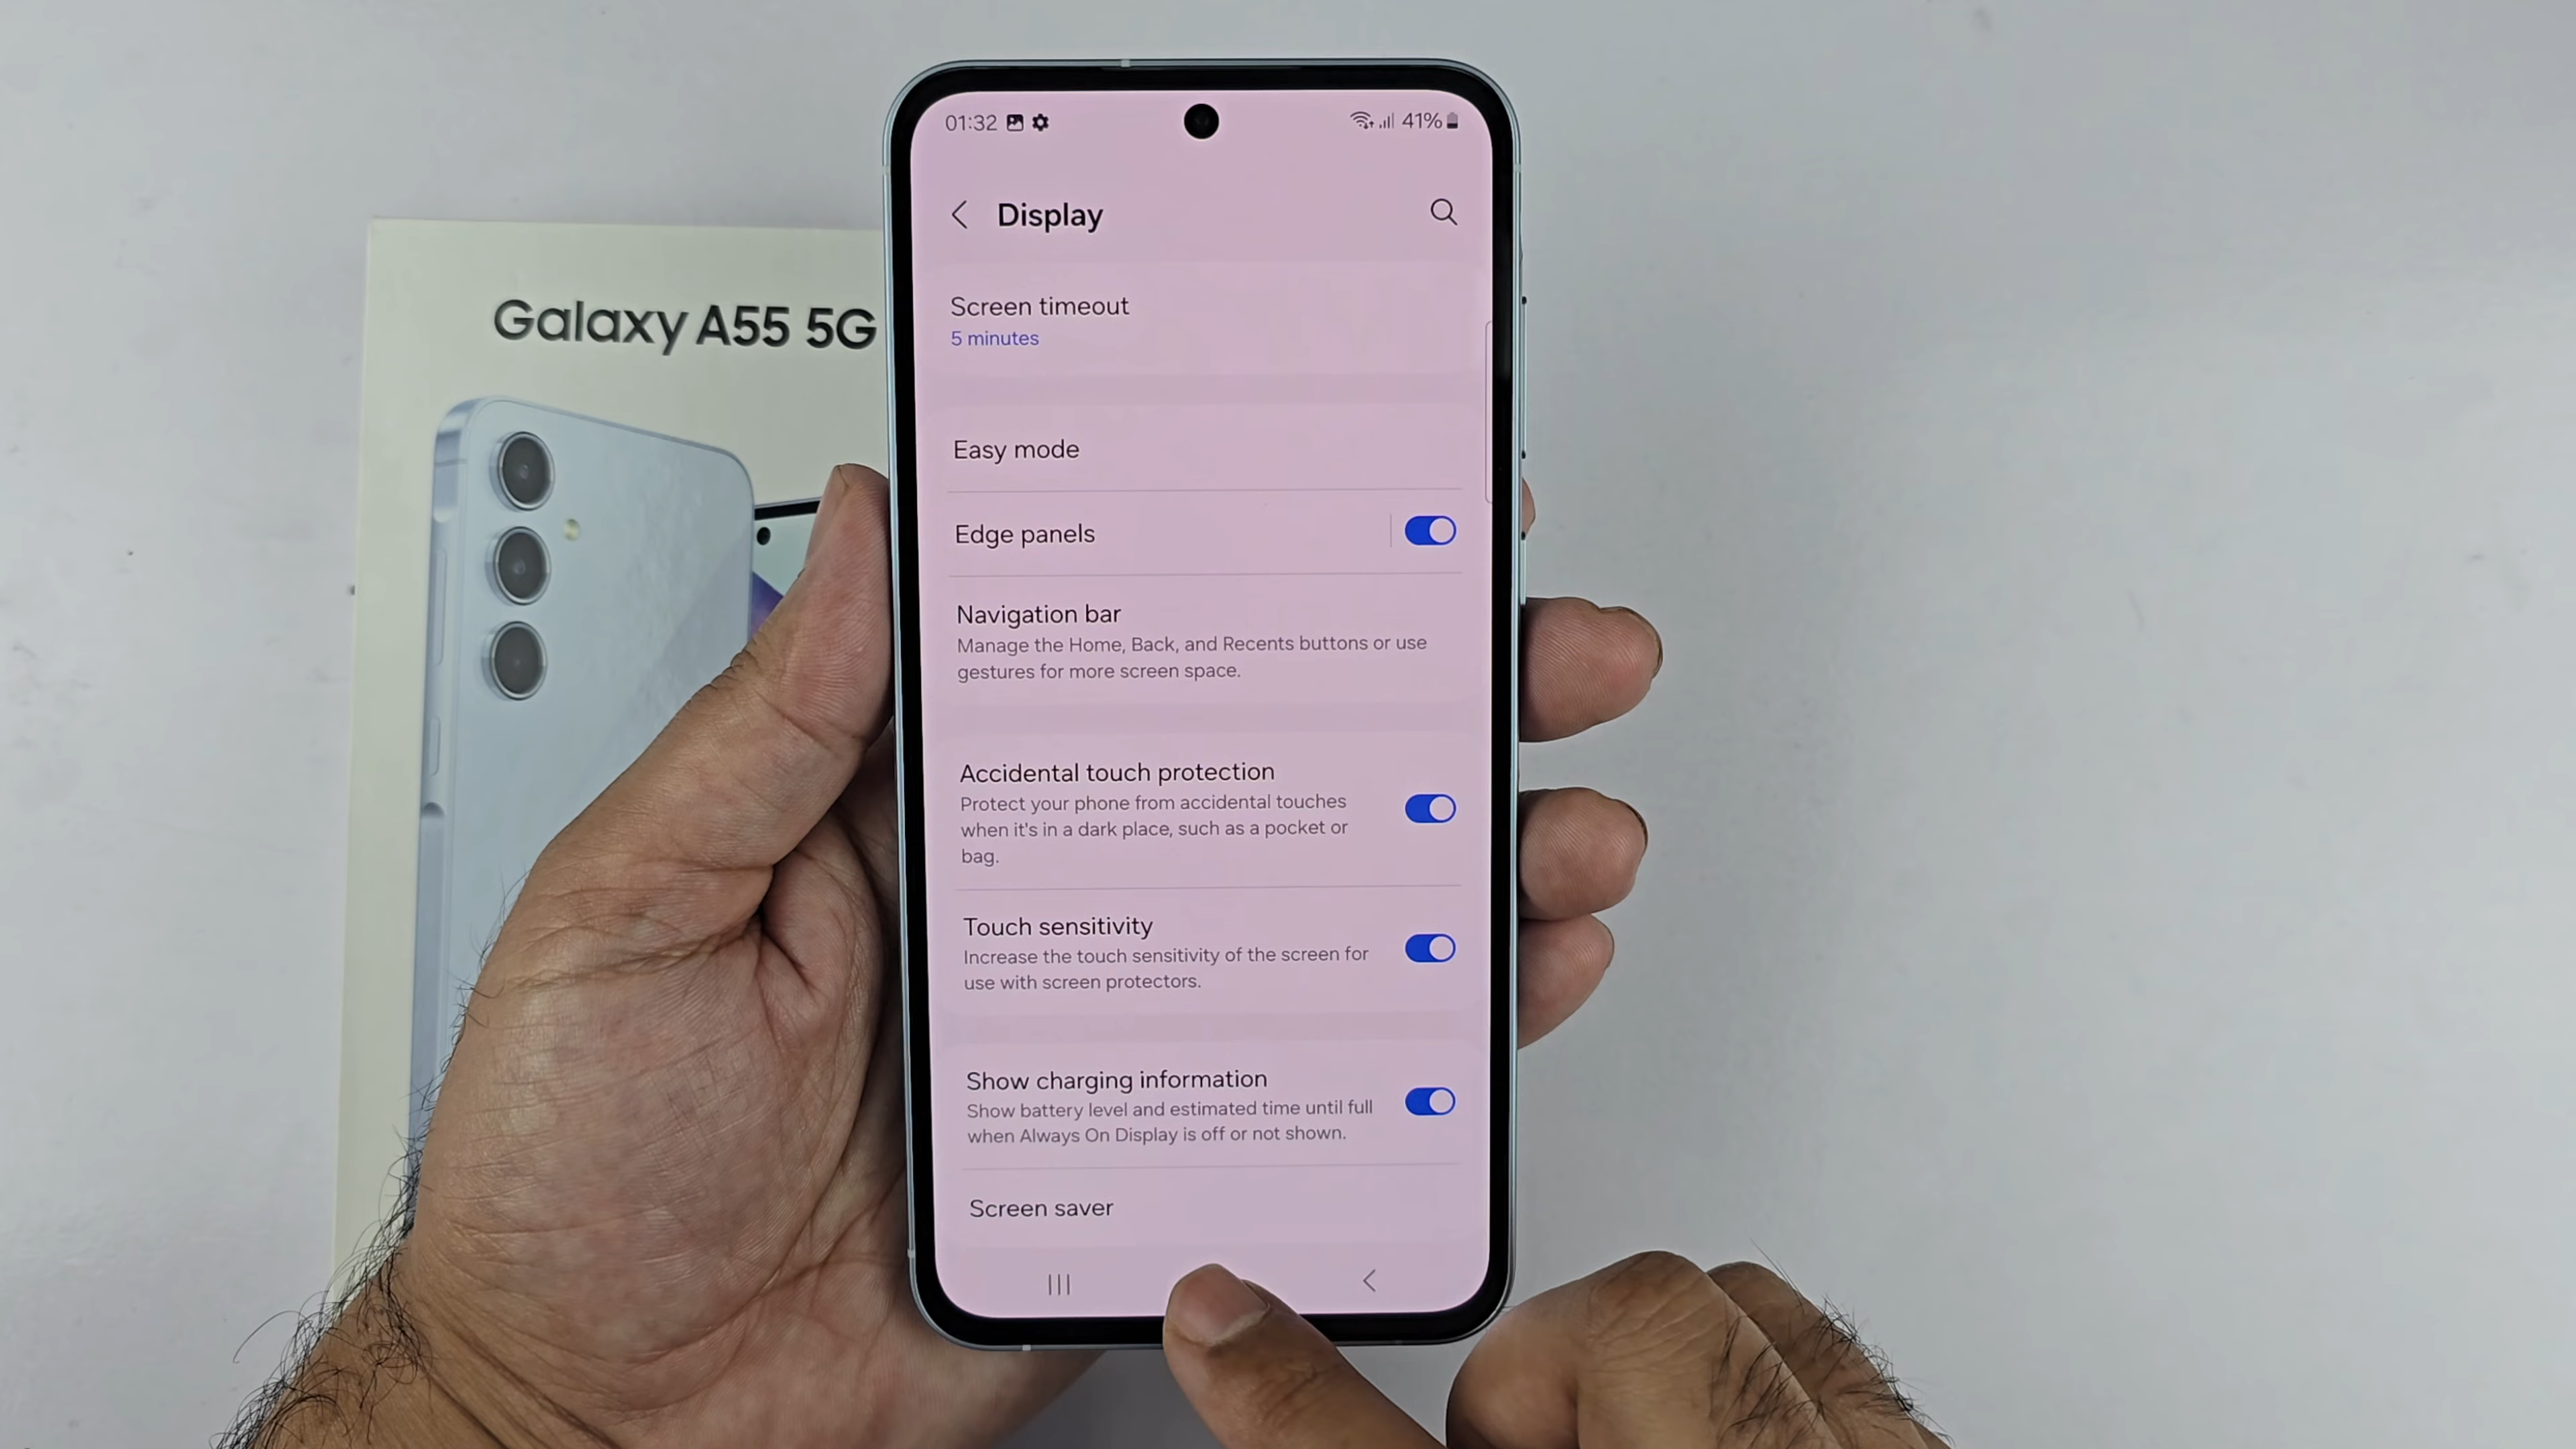 Galaxy A55 5G
01:32
41%
Display
Screen timeout
5 minutes
Easy mode
Edge panels
Navigation bar
Manage the Home, Back, and Recents buttons or use
gestures for more screen space.
Accidental touch protection
Protect your phone from accidental touches
when it's in a dark place, such as a pocket or
bag.
Touch sensitivity
Increase the touch sensitivity of the screen for
use with screen protectors.
Show charging information
Show battery level and estimated time until full
when Always On Display is off or not shown.
Screen saver